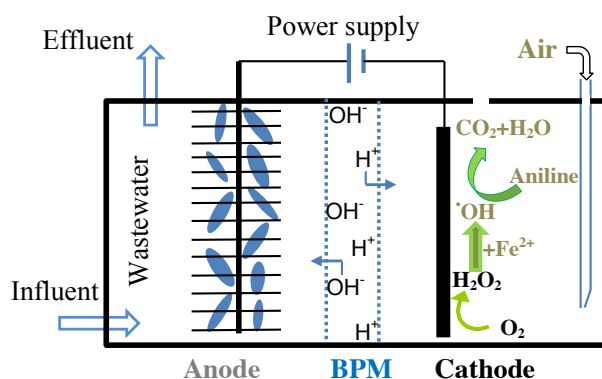 Effluent
Power supply
Air
OH⁻
CO₂+H₂O
H⁺
Aniline
Wastewater
OH⁻
·OH
H⁺
+Fe²⁺
Influent
OH⁻
H₂O₂
H⁺
O₂
Anode
BPM
Cathode